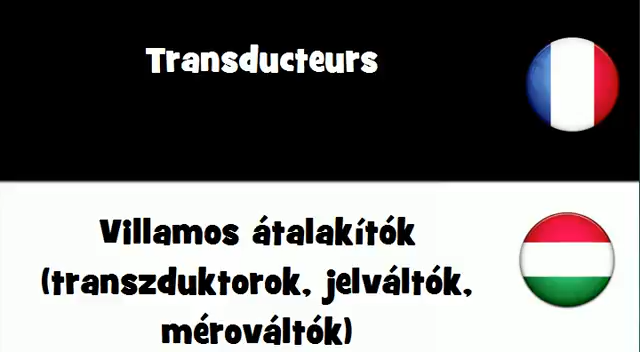 Transducteurs
Villamos átalakítók
(transzduktorok, jelváltók,
mérováltók)